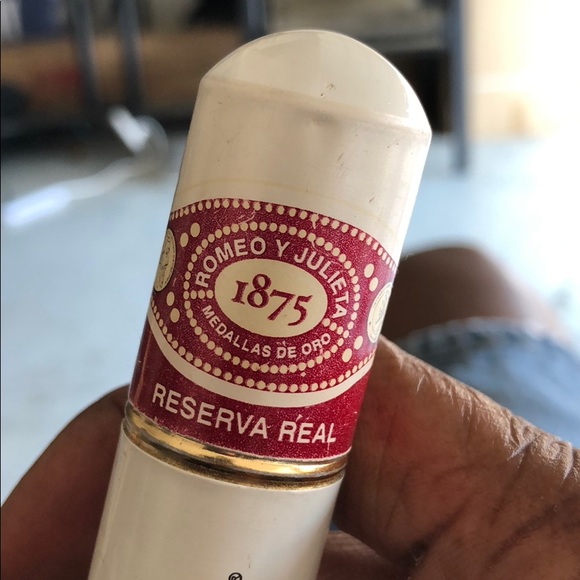 ROMEO Y JULIETA
1875
MEDALLAS DE ORO
RESERVA REAL
®